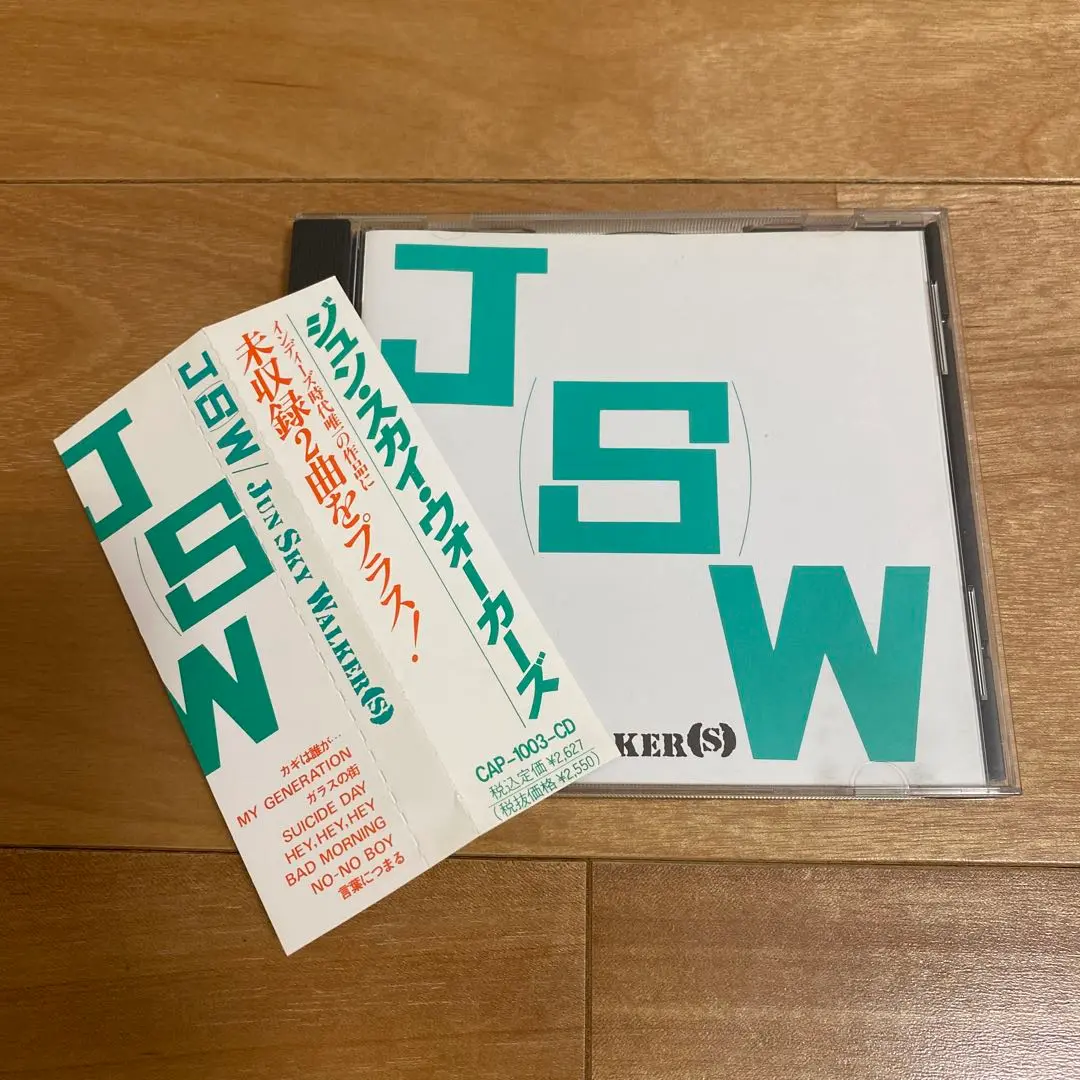 J
(S)
W
KER(S)
ジュン・スカイ・ウォーカーズ
インディーズ時代唯一の作品に
未収録2曲をプラス！
CAP-1003-CD
税込定価¥2,627
(税抜価格¥2,550)
J(S)W/JUN SKY WALKER(S)
J
(S)
W
カギは誰が…
MY GENERATION
ガラスの街
SUICIDE DAY
HEY,HEY,HEY
BAD MORNING
NO-NO BOY
言葉につまる